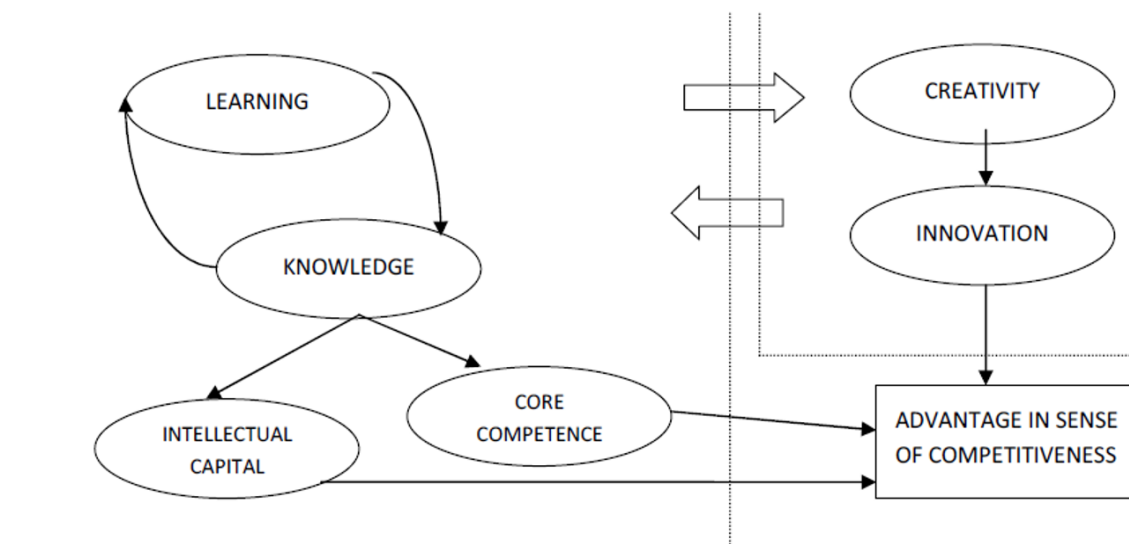 LEARNING
CREATIVITY
INNOVATION
KNOWLEDGE
CORE
COMPETENCE
INTELLECTUAL
CAPITAL
ADVANTAGE IN SENSE
OF COMPETITIVENESS